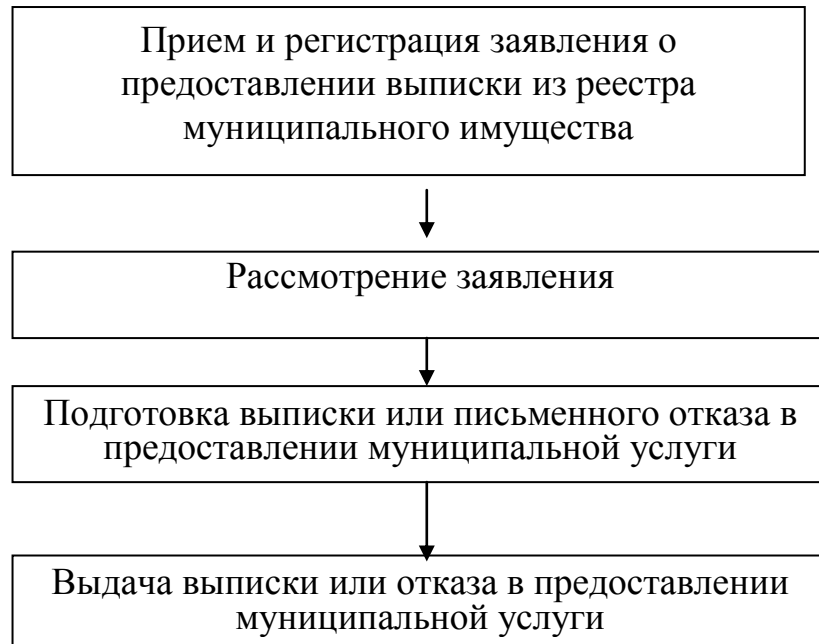 Прием и регистрация заявления о
предоставлении выписки из реестра
муниципального имущества
Рассмотрение заявления
Подготовка выписки или письменного отказа в
предоставлении муниципальной услуги
Выдача выписки или отказа в предоставлении
муниципальной услуги